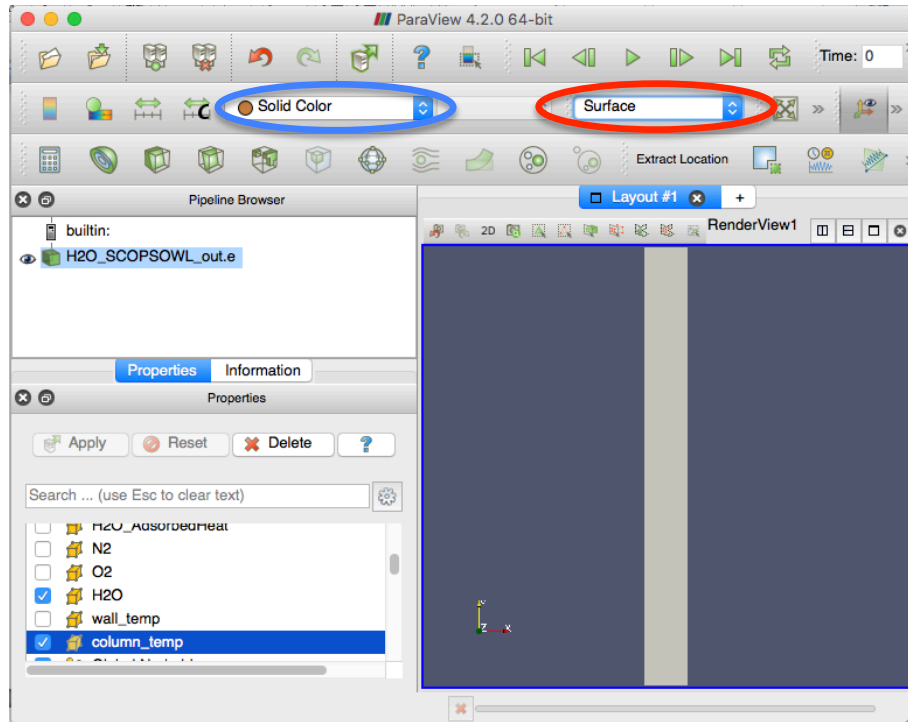 ParaView 4.2.0 64-bit
? Time: 0
C Solid Color Surface » »
Extract Location
Pipeline Browser Layout #1 +
builtin: 2D RenderView1
H2O_SCOPSOWL_out.e
Properties Information
Properties
Apply Reset Delete ?
Search ... (use Esc to clear text)
H2O_AdsorbedHeat
N2
O2
H2O
wall_temp
column_temp
Z X